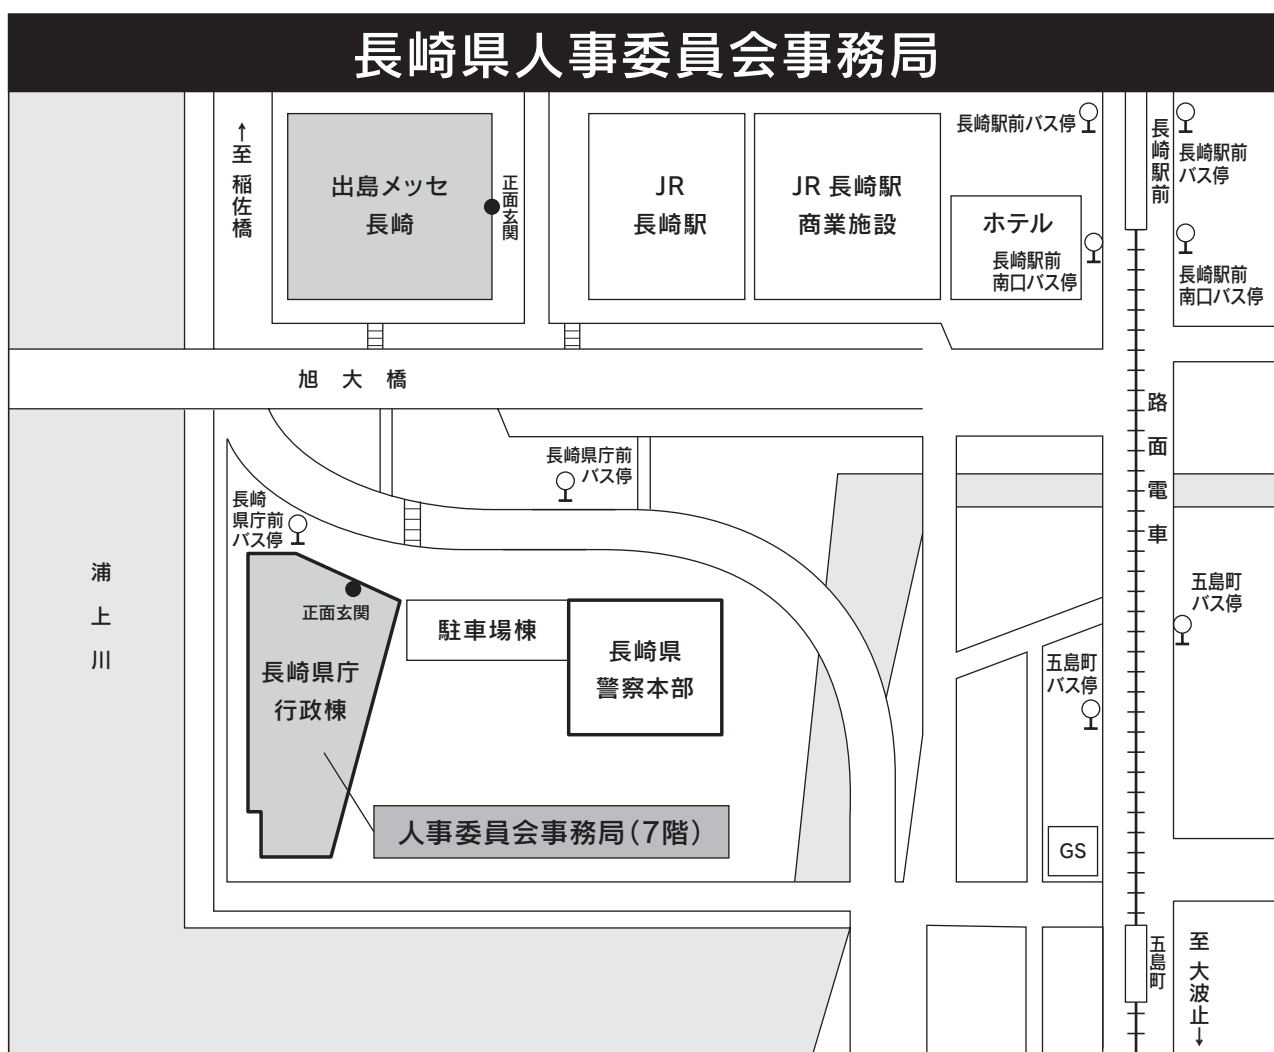 長崎県人事委員会事務局
←至 稲佐橋
出島メッセ
長崎
正面玄関
JR
長崎駅
JR 長崎駅
商業施設
長崎駅前バス停
ホテル
長崎駅前
南口バス停
長崎駅前
長崎駅前
バス停
長崎駅前
南口バス停
旭大橋
路面電車
長崎県庁前
バス停
長崎
県庁前
バス停
浦上川
正面玄関
長崎県庁
行政棟
駐車場棟
長崎県
警察本部
人事委員会事務局（7階）
五島町
バス停
五島町
バス停
GS
五島町
至 大波止→